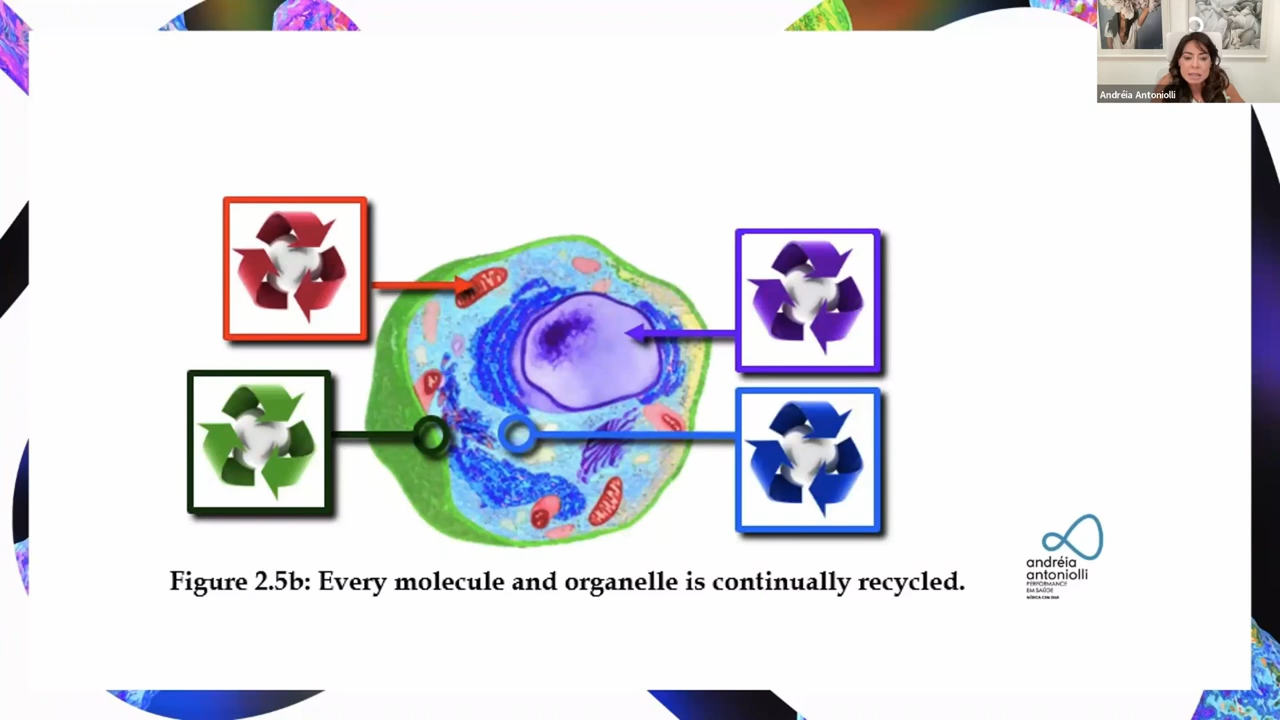 Andréia Antoniolli
Figure 2.5b: Every molecule and organelle is continually recycled.
andréia
antoniolli
PERFORMANCE
EM SAÚDE